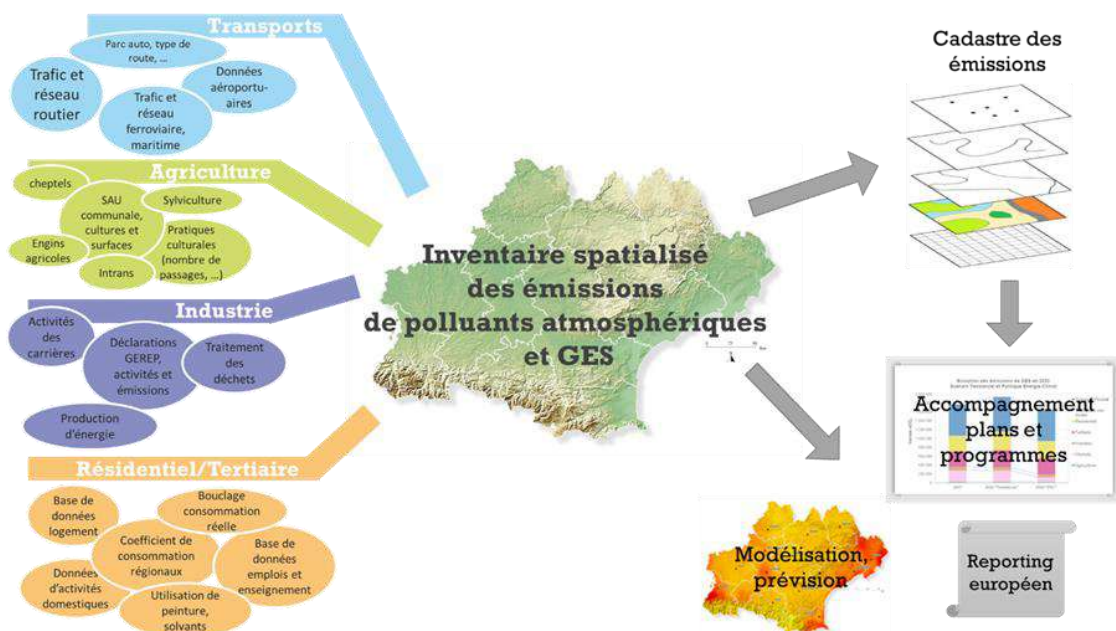 Transports
Parc auto, type de
route, ...
Trafic et
réseau
routier
Données
aéroportu-
aires
Trafic et
réseau
ferroviaire,
maritime
Agriculture
cheptels
SAU
communale,
cultures et
surfaces
Sylviculture
Engins
agricoles
Pratiques
culturales
(nombre de
passages, ...)
Intrans
Industrie
Activités
des
carrières
Déclarations
GEREP,
activités et
émissions
Traitement
des
déchets
Production
d'énergie
Résidentiel/Tertiaire
Base de
données
logement
Bouclage
consommation
réelle
Coefficient de
consommation
régionaux
Base de
données
emplois et
enseignement
Données
d'activités
domestiques
Utilisation de
peinture,
solvants
Inventaire spatialisé
des émissions
de polluants atmosphériques
et GES
Cadastre des
émissions
Accompagnement
plans et
programmes
Modélisation,
prévision
Reporting
européen